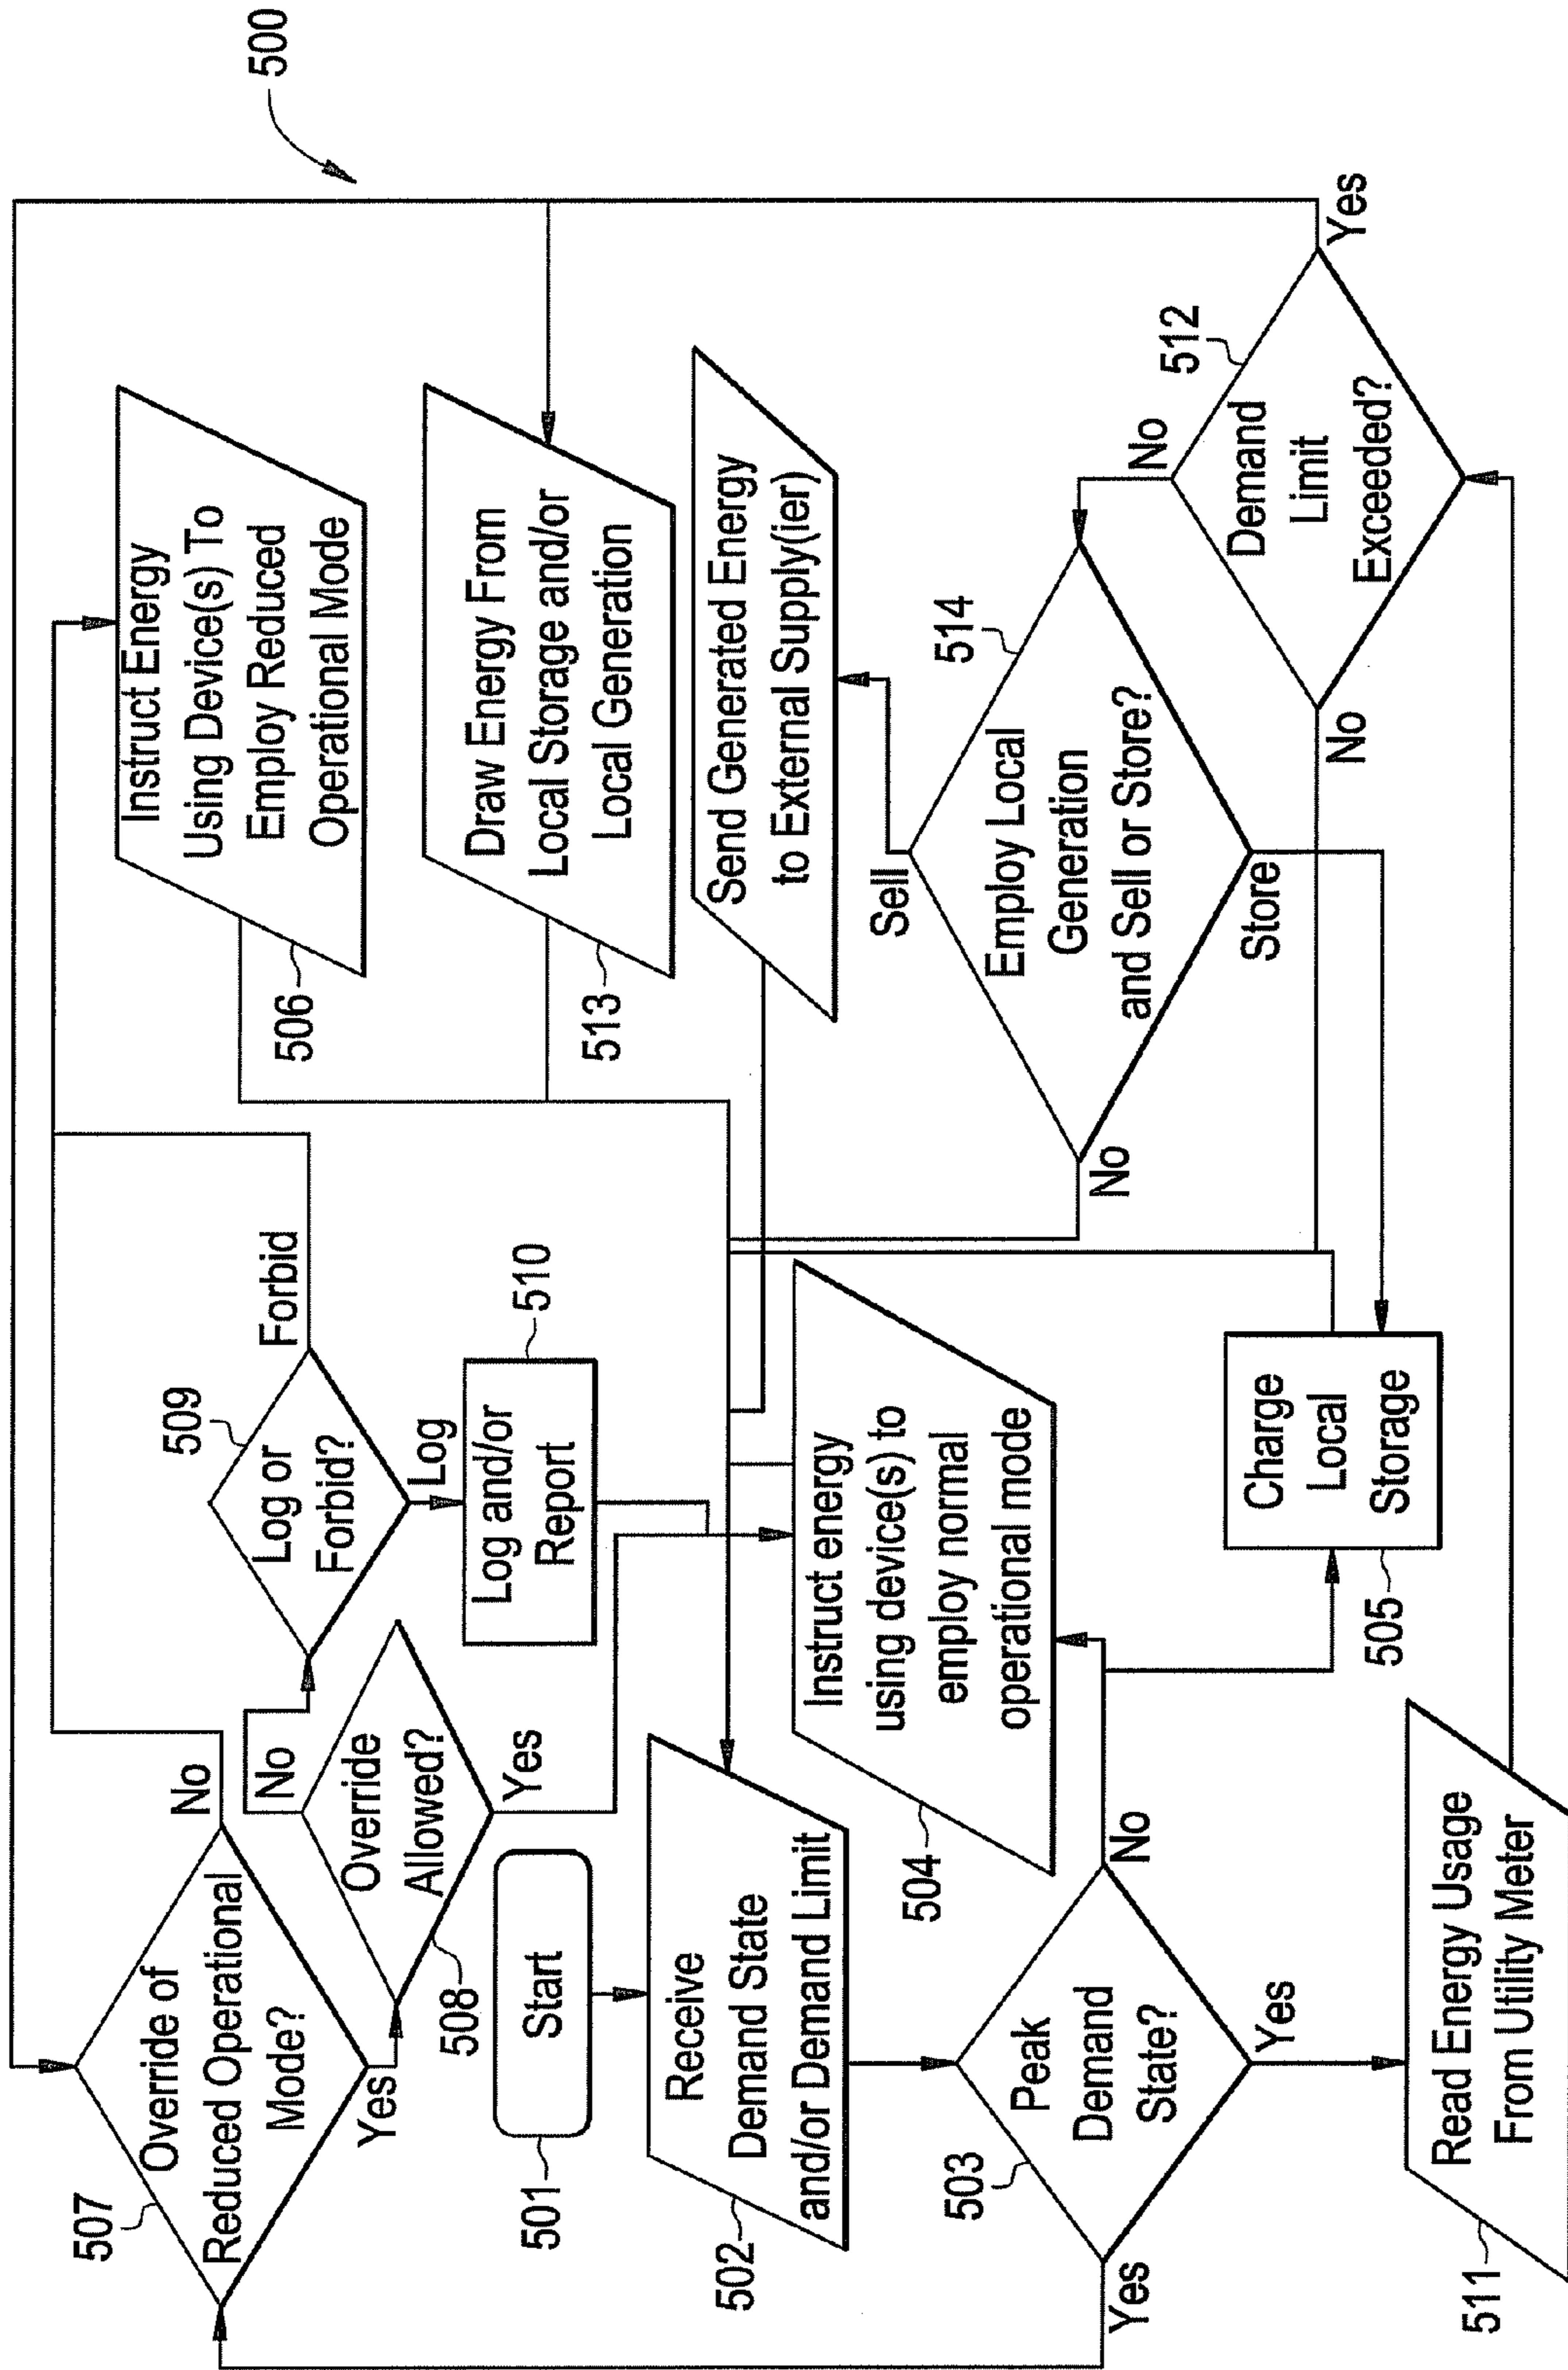 500
507
Override of
Reduced Operational
Mode?
No
Yes
No
Override
Allowed?
508
Yes
509
Log or
Forbid?
Forbid
Log
Log and/or
Report
510
Instruct Energy
Using Device(s) To
Employ Reduced
Operational Mode
506
Draw Energy From
Local Storage and/or
Local Generation
513
Send Generated Energy
to External Supply(ier)
501
Start
502
Receive
Demand State
and/or Demand Limit
504
Instruct energy
using device(s) to
employ normal
operational mode
503
Peak
Demand
State?
Yes
No
Yes
505
Charge
Local
Storage
Sell
514
Employ Local
Generation
and Sell or Store?
No
Store
No
512
Demand
Limit
Exceeded?
No
Yes
511
Read Energy Usage
From Utility Meter